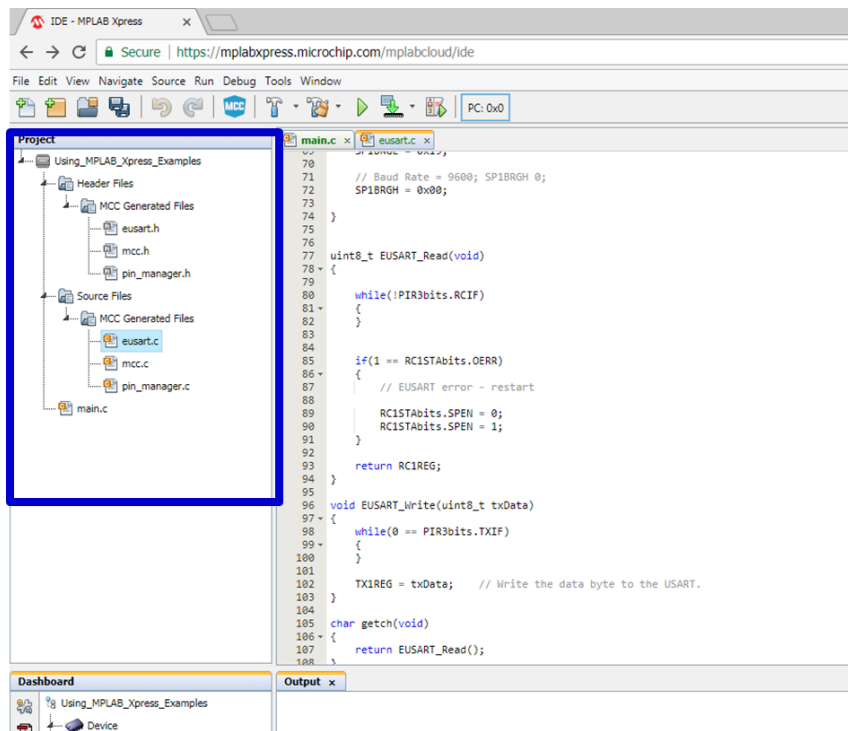 IDE - MPLAB Xpress
Secure | https://mplabxpress.microchip.com/mplabcloud/ide
File Edit View Navigate Source Run Debug Tools Window
MCC
PC: 0x0
Project
Using_MPLAB_Xpress_Examples
Header Files
MCC Generated Files
eusart.h
mcc.h
pin_manager.h
Source Files
MCC Generated Files
eusart.c
mcc.c
pin_manager.c
main.c
main.c x eusart.c x
70
71 // Baud Rate = 9600; SP1BRGH 0;
72 SP1BRGH = 0x00;
73
74 }
75
76
77 uint8_t EUSART_Read(void)
78 {
79
80 while(!PIR3bits.RCIF)
81 {
82 }
83
84
85 if(1 == RC1STAbits.OERR)
86 {
87 // EUSART error - restart
88
89 RC1STAbits.SPEN = 0;
90 RC1STAbits.SPEN = 1;
91 }
92
93 return RC1REG;
94 }
95
96 void EUSART_Write(uint8_t txData)
97 {
98 while(0 == PIR3bits.TXIF)
99 {
100 }
101
102 TX1REG = txData; // Write the data byte to the USART.
103 }
104
105 char getch(void)
106 {
107 return EUSART_Read();
108 }
Dashboard
Using_MPLAB_Xpress_Examples
Device
Output x